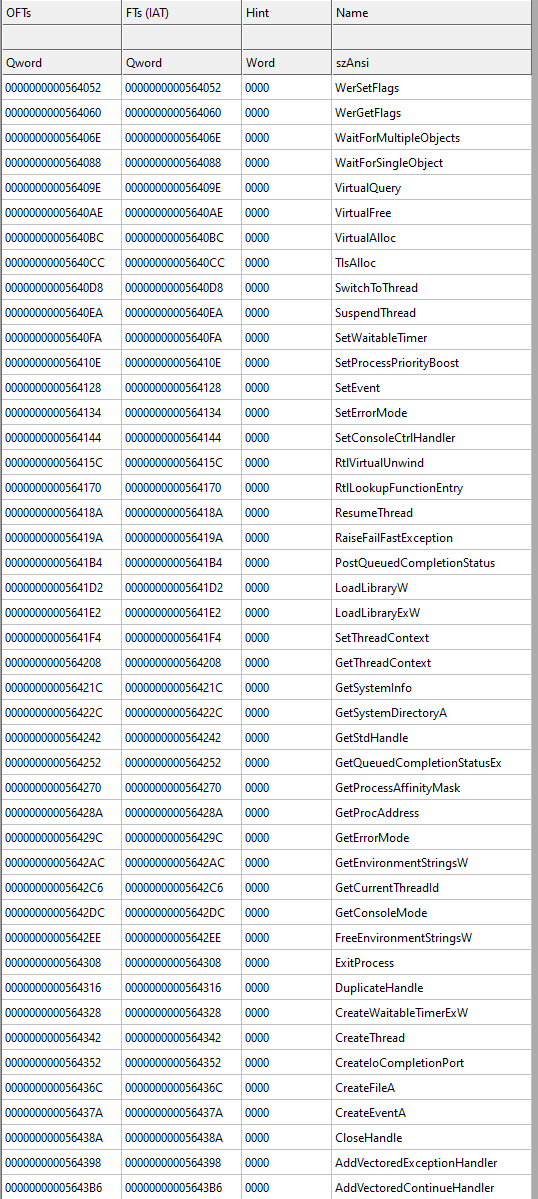 OFTs FTs (IAT) Hint Name
Qword Qword Word szAnsi
0000000000564052 0000000000564052 0000 WerSetFlags
0000000000564060 0000000000564060 0000 WerGetFlags
000000000056406E 000000000056406E 0000 WaitForMultipleObjects
0000000000564088 0000000000564088 0000 WaitForSingleObject
000000000056409E 000000000056409E 0000 VirtualQuery
00000000005640AE 00000000005640AE 0000 VirtualFree
00000000005640BC 00000000005640BC 0000 VirtualAlloc
00000000005640CC 00000000005640CC 0000 TlsAlloc
00000000005640D8 00000000005640D8 0000 SwitchToThread
00000000005640EA 00000000005640EA 0000 SuspendThread
00000000005640FA 00000000005640FA 0000 SetWaitableTimer
000000000056410E 000000000056410E 0000 SetProcessPriorityBoost
0000000000564128 0000000000564128 0000 SetEvent
0000000000564134 0000000000564134 0000 SetErrorMode
0000000000564144 0000000000564144 0000 SetConsoleCtrlHandler
000000000056415C 000000000056415C 0000 RtlVirtualUnwind
0000000000564170 0000000000564170 0000 RtlLookupFunctionEntry
000000000056418A 000000000056418A 0000 ResumeThread
000000000056419A 000000000056419A 0000 RaiseFailFastException
00000000005641B4 00000000005641B4 0000 PostQueuedCompletionStatus
00000000005641D2 00000000005641D2 0000 LoadLibraryW
00000000005641E2 00000000005641E2 0000 LoadLibraryExW
00000000005641F4 00000000005641F4 0000 SetThreadContext
0000000000564208 0000000000564208 0000 GetThreadContext
000000000056421C 000000000056421C 0000 GetSystemInfo
000000000056422C 000000000056422C 0000 GetSystemDirectoryA
0000000000564242 0000000000564242 0000 GetStdHandle
0000000000564252 0000000000564252 0000 GetQueuedCompletionStatusEx
0000000000564270 0000000000564270 0000 GetProcessAffinityMask
000000000056428A 000000000056428A 0000 GetProcAddress
000000000056429C 000000000056429C 0000 GetErrorMode
00000000005642AC 00000000005642AC 0000 GetEnvironmentStringsW
00000000005642C6 00000000005642C6 0000 GetCurrentThreadId
00000000005642DC 00000000005642DC 0000 GetConsoleMode
00000000005642EE 00000000005642EE 0000 FreeEnvironmentStringsW
0000000000564308 0000000000564308 0000 ExitProcess
0000000000564316 0000000000564316 0000 DuplicateHandle
0000000000564328 0000000000564328 0000 CreateWaitableTimerExW
0000000000564342 0000000000564342 0000 CreateThread
0000000000564352 0000000000564352 0000 CreateIoCompletionPort
000000000056436C 000000000056436C 0000 CreateFileA
000000000056437A 000000000056437A 0000 CreateEventA
000000000056438A 000000000056438A 0000 CloseHandle
0000000000564398 0000000000564398 0000 AddVectoredExceptionHandler
00000000005643B6 00000000005643B6 0000 AddVectoredContinueHandler